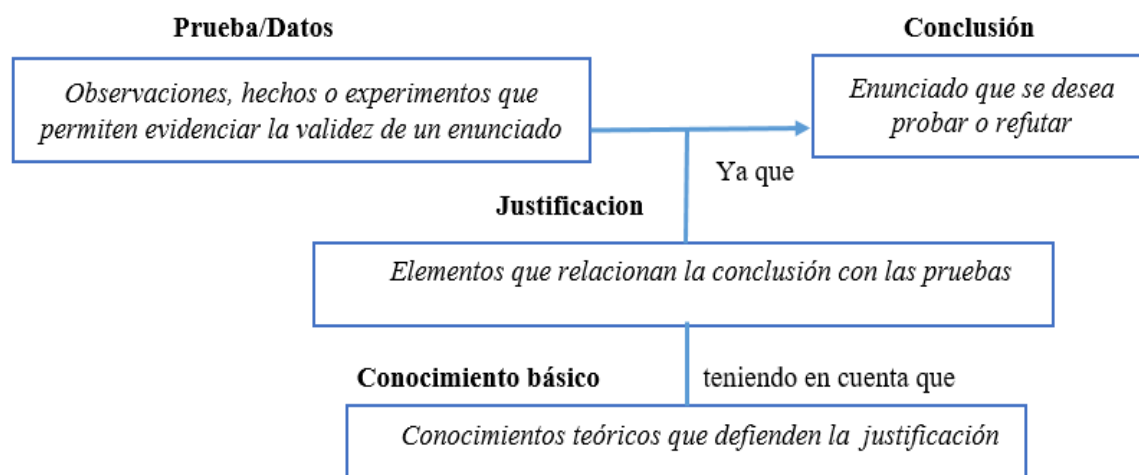 Prueba/Datos
Conclusión
Observaciones, hechos o experimentos que
permiten evidenciar la validez de un enunciado
Enunciado que se desea
probar o refutar
Ya que
Justificacion
Elementos que relacionan la conclusión con las pruebas
Conocimiento básico
teniendo en cuenta que
Conocimientos teóricos que defienden la justificación